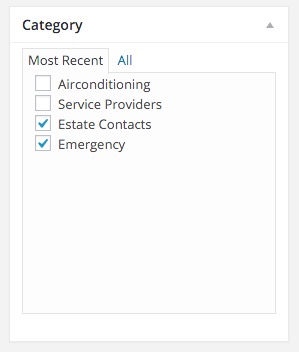 Category
Most Recent All
Airconditioning
Service Providers
Estate Contacts
Emergency